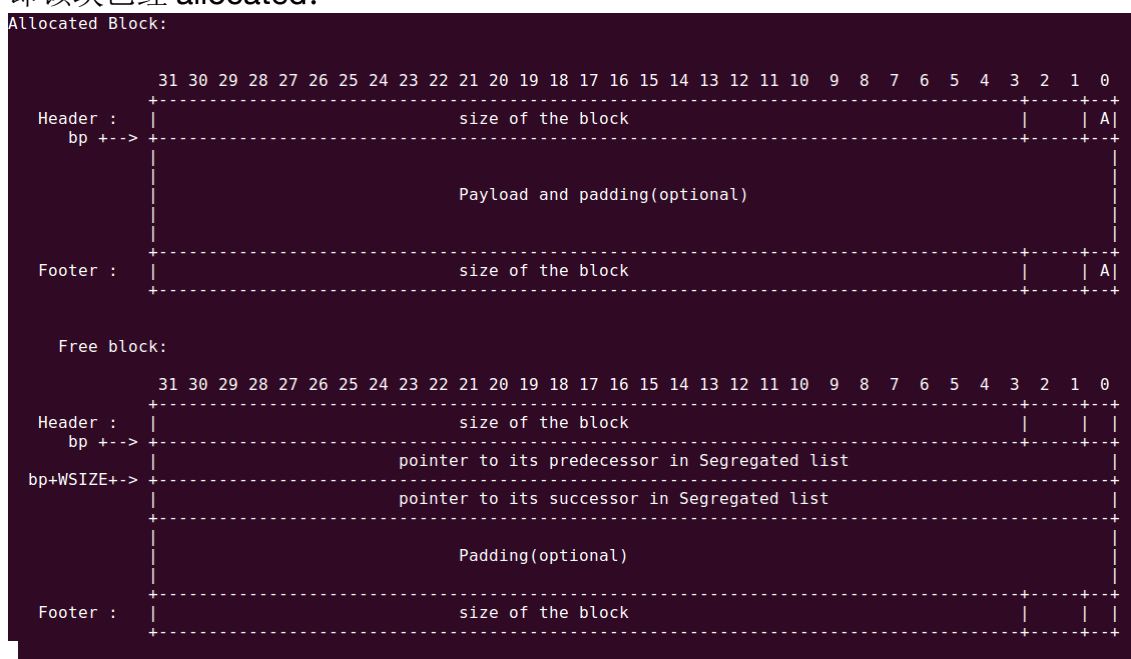 allocated.
Allocated Block:
31 30 29 28 27 26 25 24 23 22 21 20 19 18 17 16 15 14 13 12 11 10 9 8 7 6 5 4 3 2 1 0
Header : | size of the block | | A|
bp +-->
Payload and padding(optional)
Footer : | size of the block | | A|
Free block:
31 30 29 28 27 26 25 24 23 22 21 20 19 18 17 16 15 14 13 12 11 10 9 8 7 6 5 4 3 2 1 0
Header : | size of the block | | |
bp +-->
pointer to its predecessor in Segregated list
bp+WSIZE+->
pointer to its successor in Segregated list
Padding(optional)
Footer : | size of the block | | |